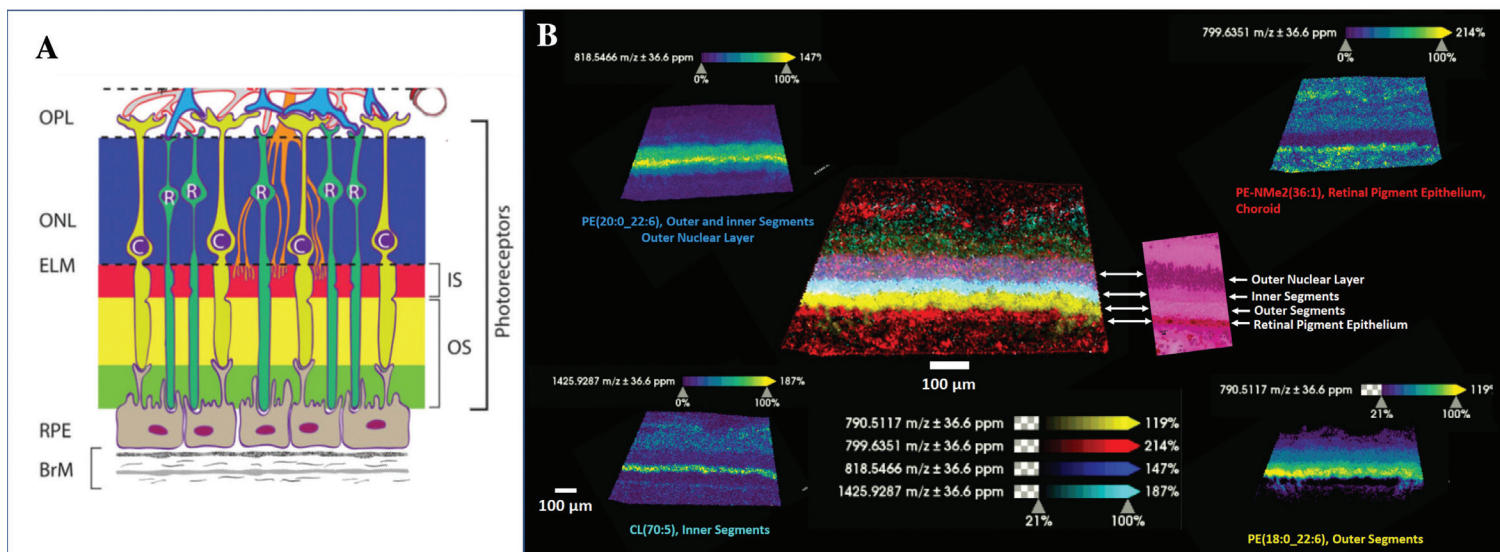 A
OPL
ONL
ELM
RPE
BrM
R
R
R
R
R
C
C
C
C
IS
OS
Photoreceptors
B
818.5466 m/z ± 36.6 ppm
147%
0%
100%
PE(20:0_22:6), Outer and inner Segments
Outer Nuclear Layer
799.6351 m/z ± 36.6 ppm
214%
0%
100%
PE-NMe2(36:1), Retinal Pigment Epithelium,
Choroid
Outer Nuclear Layer
Inner Segments
Outer Segments
Retinal Pigment Epithelium
100 µm
1425.9287 m/z ± 36.6 ppm
187%
0%
100%
100 µm
CL(70:5), Inner Segments
790.5117 m/z ± 36.6 ppm
119%
799.6351 m/z ± 36.6 ppm
214%
818.5466 m/z ± 36.6 ppm
147%
1425.9287 m/z ± 36.6 ppm
187%
21%
100%
790.5117 m/z ± 36.6 ppm
119%
21%
100%
PE(18:0_22:6), Outer Segments